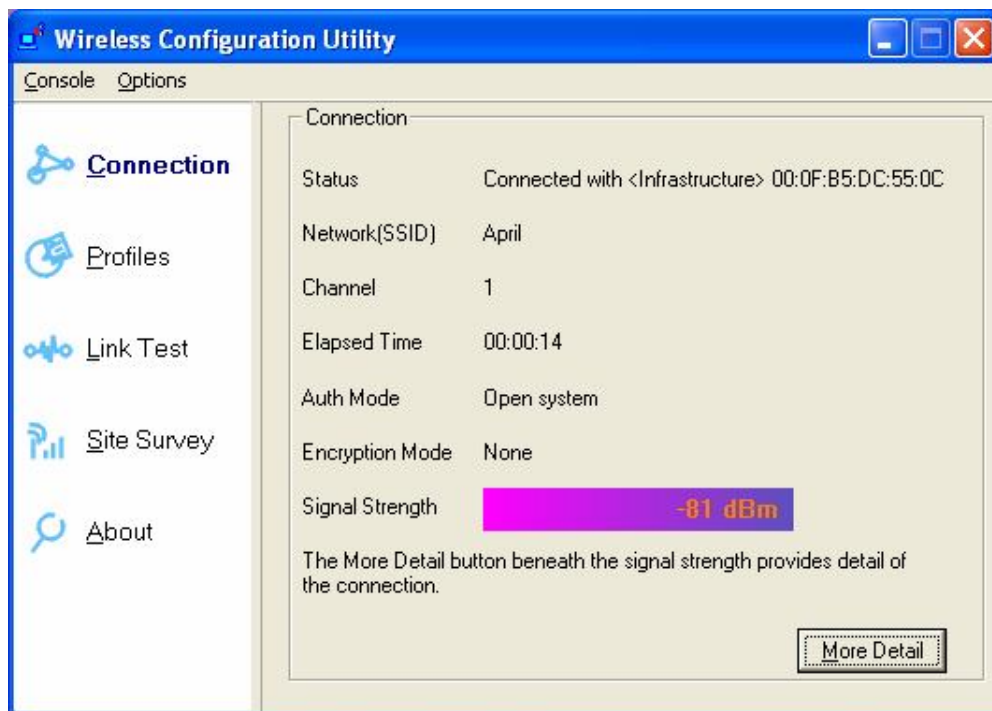 Wireless Configuration Utility
Console Options
Connection
Profiles
Link Test
Site Survey
About
Connection
Status Connected with <Infrastructure> 00:0F:B5:DC:55:0C
Network(SSID) April
Channel 1
Elapsed Time 00:00:14
Auth Mode Open system
Encryption Mode None
Signal Strength -81 dBm
The More Detail button beneath the signal strength provides detail of
the connection.
More Detail